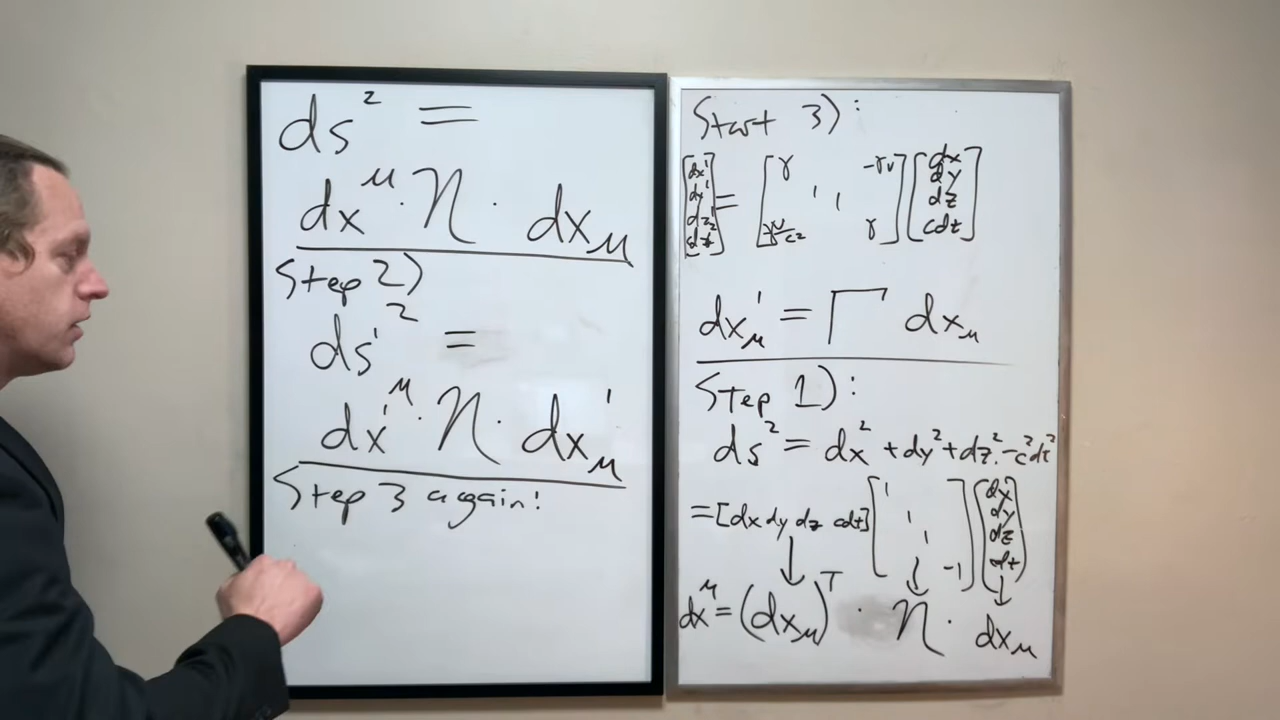 ds² =
dx^μ · η · dx_μ
Step 2)
ds'² =
dx'^μ · η · dx'_μ
Step 3 again!
Start 3):
[dx' dy' dz' cdt'] = [γ -γv 1 1 -γv/c² γ] [dx dy dz cdt]
dx'_μ = Γ dx_μ
Step 1):
ds² = dx² + dy² + dz² - c²dt²
= [dx dy dz cdt] [1 1 1 -1] [dx dy dz cdt]
dx^μ = (dx_μ)^T · η · dx_μ